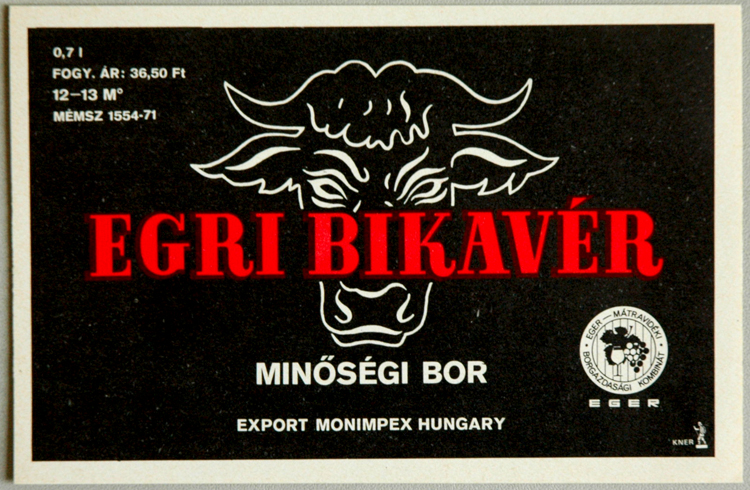 0,7 l
FOGY. ÁR: 36,50 Ft
12–13 M°
MÉMSZ 1554-71
EGRI BIKAVÉR
MINŐSÉGI BOR
EXPORT MONIMPEX HUNGARY
EGER — MÁTRAVIDÉKI
BORGAZDASÁGI KOMBINÁT
EGER
KNER